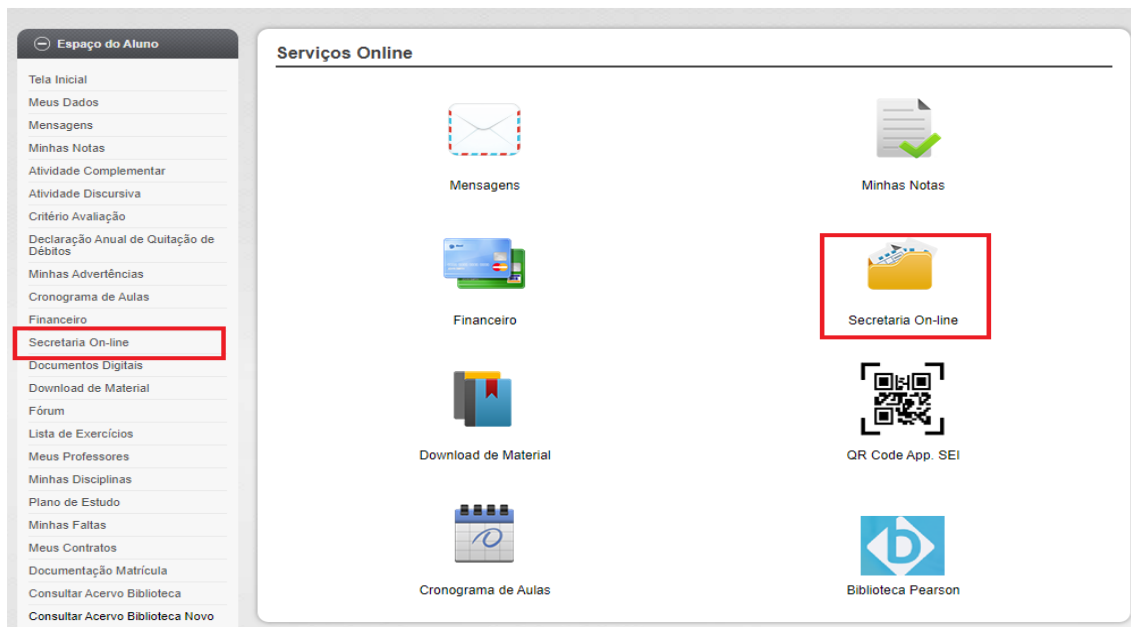 Espaço do Aluno
Tela Inicial
Meus Dados
Mensagens
Minhas Notas
Atividade Complementar
Atividade Discursiva
Critério Avaliação
Declaração Anual de Quitação de
Débitos
Minhas Advertências
Cronograma de Aulas
Financeiro
Secretaria On-line
Documentos Digitais
Download de Material
Fórum
Lista de Exercícios
Meus Professores
Minhas Disciplinas
Plano de Estudo
Minhas Faltas
Meus Contratos
Documentação Matrícula
Consultar Acervo Biblioteca
Consultar Acervo Biblioteca Novo
Serviços Online
Mensagens
Minhas Notas
Financeiro
Secretaria On-line
Download de Material
QR Code App. SEI
Cronograma de Aulas
Biblioteca Pearson